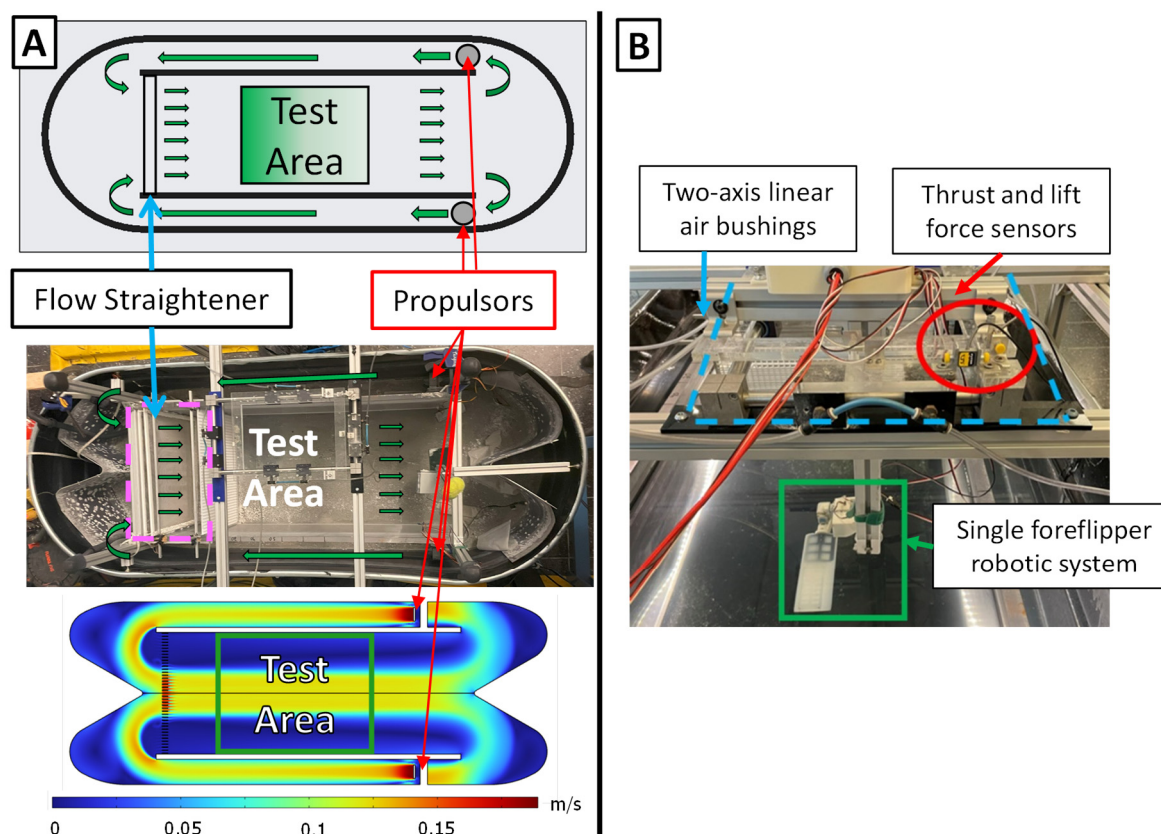 A
Test
Area
Flow Straightener
Propulsors
Test
Area
Test
Area
m/s
0 0.05 0.1 0.15
B
Two-axis linear
air bushings
Thrust and lift
force sensors
Single foreflipper
robotic system